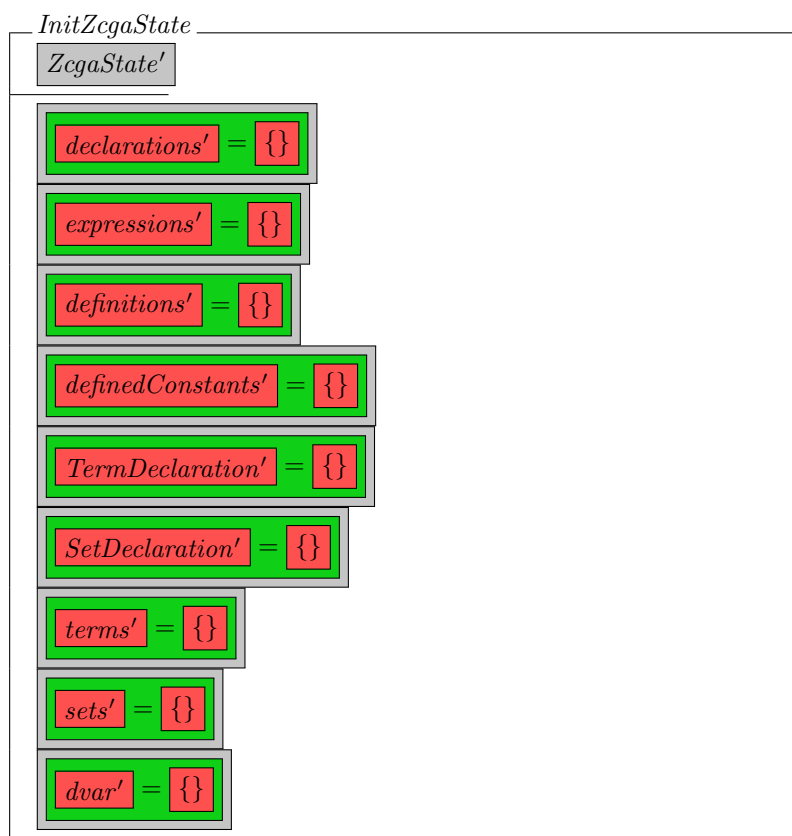 InitZcgaState
ZcgaState′
declarations′ = {}
expressions′ = {}
definitions′ = {}
definedConstants′ = {}
TermDeclaration′ = {}
SetDeclaration′ = {}
terms′ = {}
sets′ = {}
dvar′ = {}